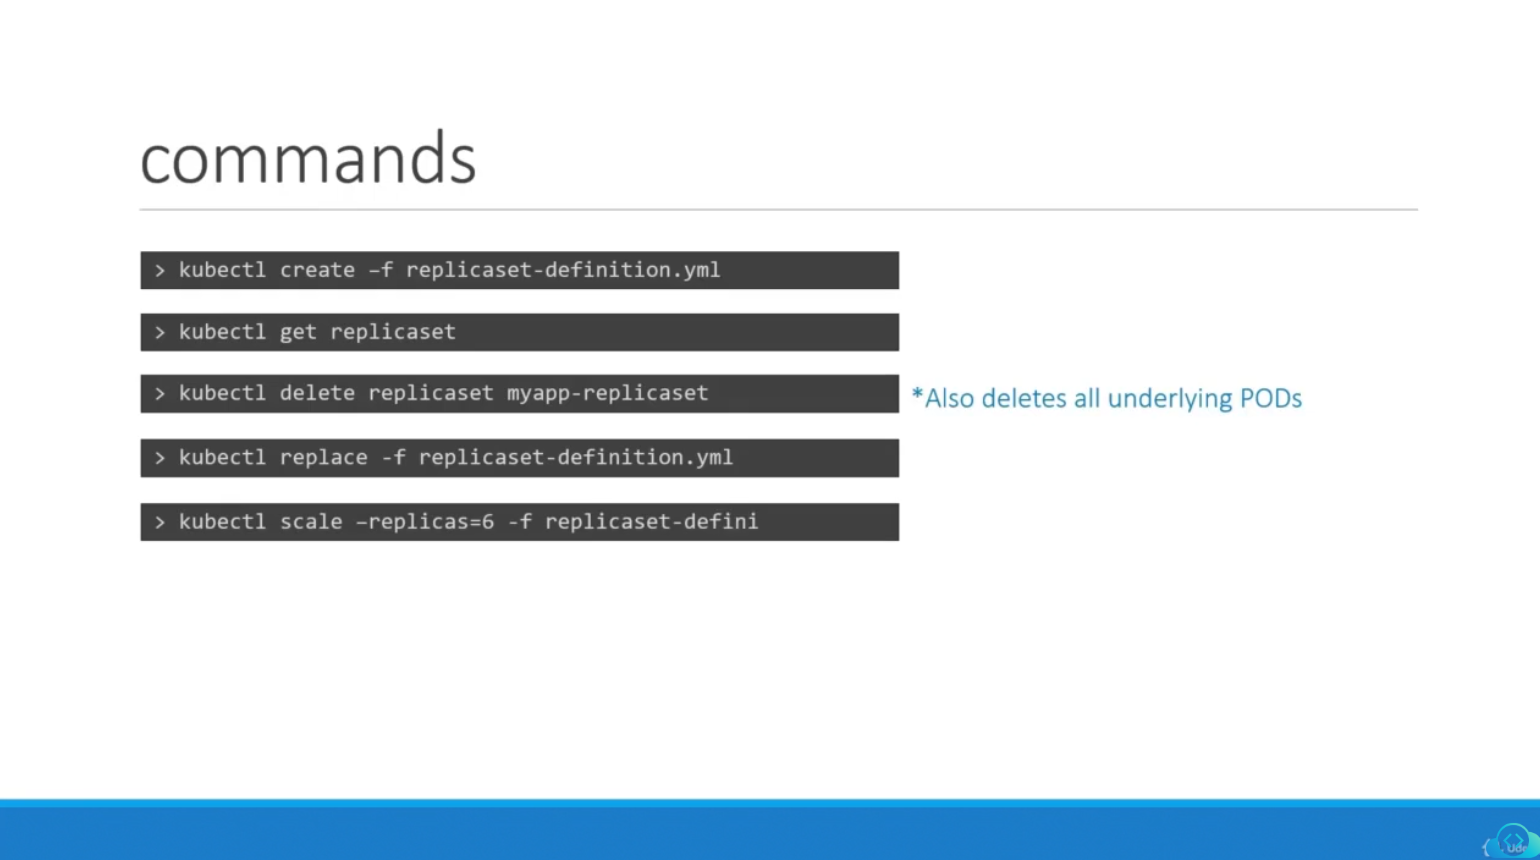 commands
> kubectl create –f replicaset-definition.yml
> kubectl get replicaset
> kubectl delete replicaset myapp-replicaset
*Also deletes all underlying PODs
> kubectl replace -f replicaset-definition.yml
> kubectl scale –replicas=6 -f replicaset-defini